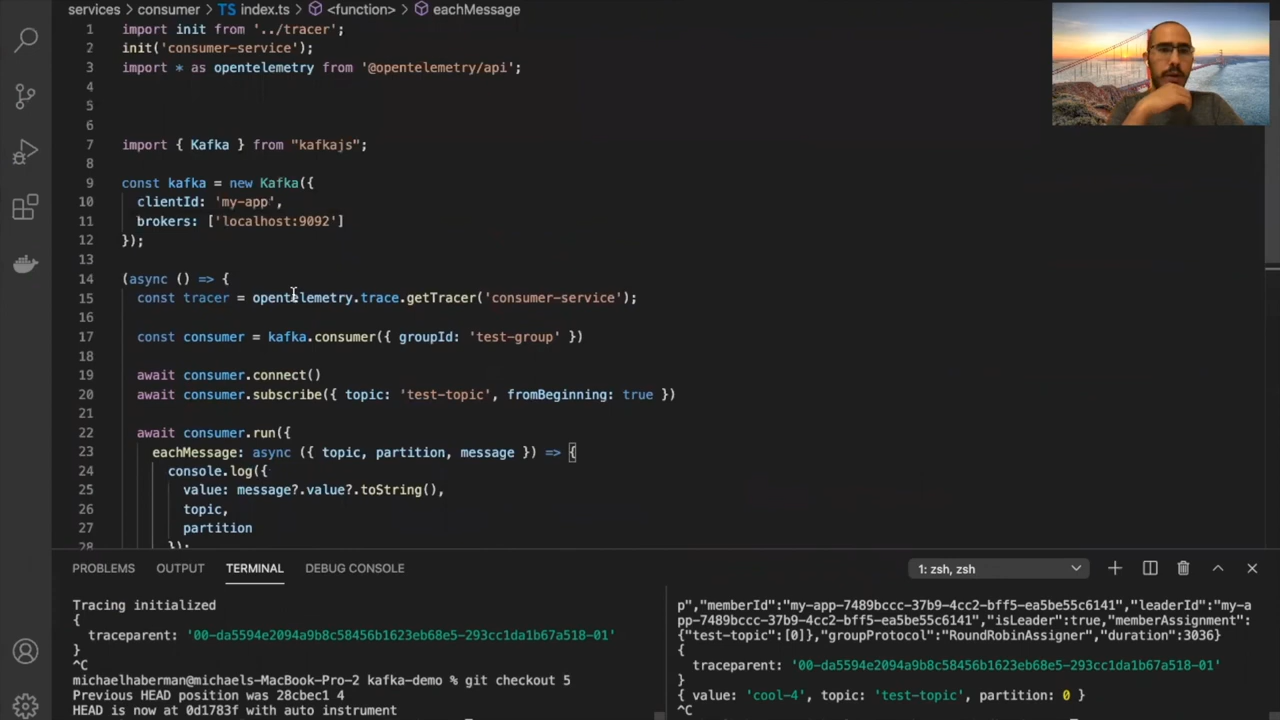 services > consumer > TS index.ts > <function> > eachMessage
1 import init from '../tracer';
2 init('consumer-service');
3 import * as opentelemetry from '@opentelemetry/api';
4
5
6
7 import { Kafka } from "kafkajs";
8
9 const kafka = new Kafka({
10 clientId: 'my-app',
11 brokers: ['localhost:9092']
12 });
13
14 (async () => {
15 const tracer = opentelemetry.trace.getTracer('consumer-service');
16
17 const consumer = kafka.consumer({ groupId: 'test-group' })
18
19 await consumer.connect()
20 await consumer.subscribe({ topic: 'test-topic', fromBeginning: true })
21
22 await consumer.run({
23 eachMessage: async ({ topic, partition, message }) => {
24 console.log({
25 value: message?.value?.toString(),
26 topic,
27 partition
28 });
PROBLEMS OUTPUT TERMINAL DEBUG CONSOLE 1: zsh, zsh
Tracing initialized
{
traceparent: '00-da5594e2094a9b8c58456b1623eb68e5-293cc1da1b67a518-01'
}
^C
michaelhaberman@michaels-MacBook-Pro-2 kafka-demo % git checkout 5
Previous HEAD position was 28cbec1 4
HEAD is now at 0d1783f with auto instrument
p","memberId":"my-app-7489bccc-37b9-4cc2-bff5-ea5be55c6141","leaderId":"my-a
pp-7489bccc-37b9-4cc2-bff5-ea5be55c6141","isLeader":true,"memberAssignment":
{"test-topic":[0]},"groupProtocol":"RoundRobinAssigner","duration":3036}
{
traceparent: '00-da5594e2094a9b8c58456b1623eb68e5-293cc1da1b67a518-01'
}
{ value: 'cool-4', topic: 'test-topic', partition: 0 }
^C